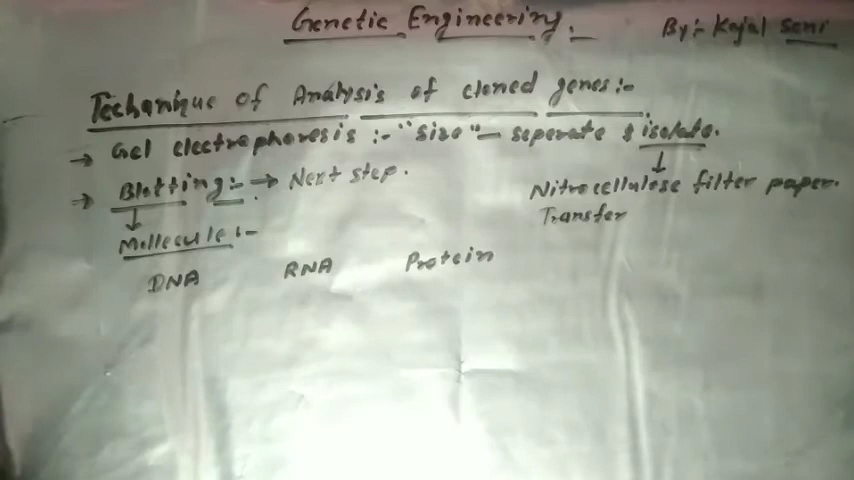 Genetic Engineering :-
By:- Kajal Soni
Technanique of Analysis of cloned genes :-
→ Gel electrophoresis :- "size" — seperate & isolate.
→ Blotting :- → Next step.
↓
Nitrocellulose filter paper.
Transfer
↓
Mollecule :-
DNA RNA Protein